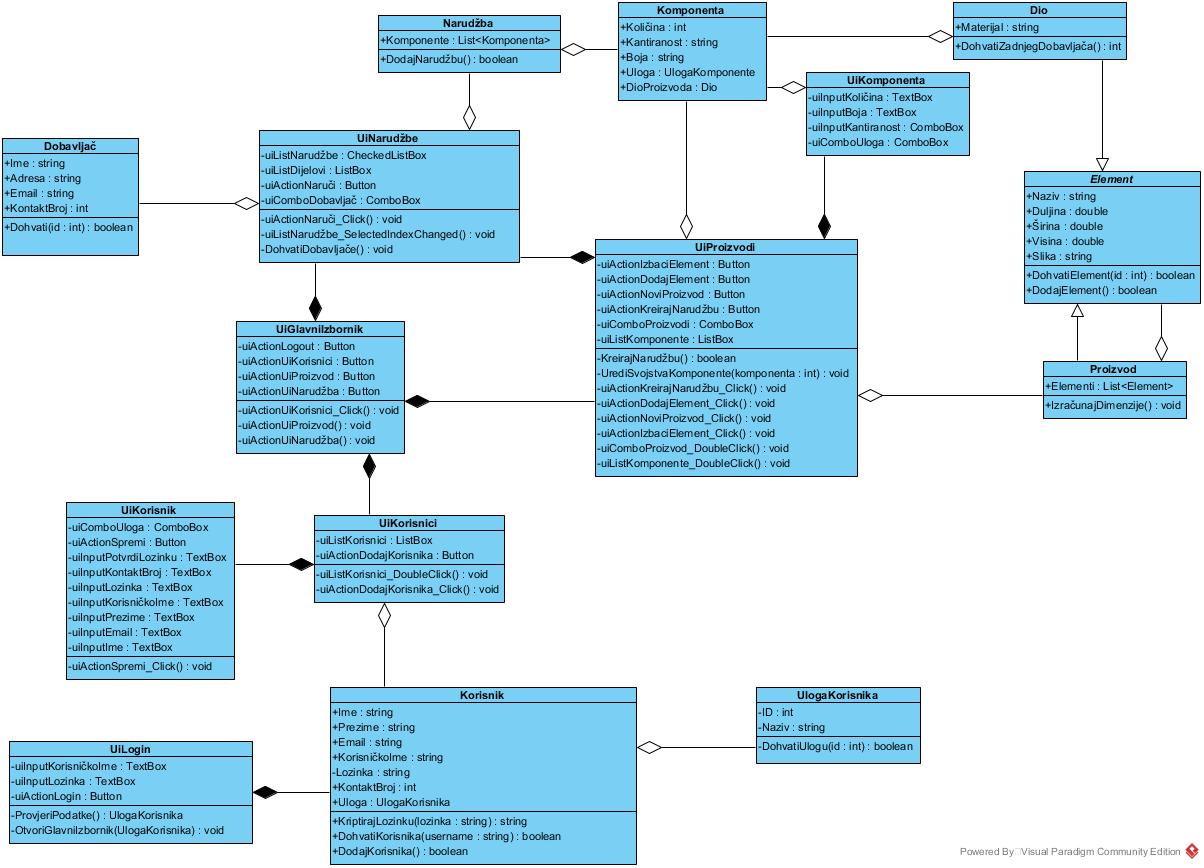 Narudžba
+Komponente : List<Komponenta>
+DodajNarudžbu() : boolean
Komponenta
+Količina : int
+Kantiranost : string
+Boja : string
+Uloga : UlogaKomponente
+DioProizvoda : Dio
Dio
+Materijal : string
+DohvatiZadnjegDobavljača() : int
UiKomponenta
-uiInputKoličina : TextBox
-uiInputBoja : TextBox
-uiInputKantiranost : ComboBox
-uiComboUloga : ComboBox
Dobavljač
+Ime : string
+Adresa : string
+Email : string
+KontaktBroj : int
+Dohvati(id : int) : boolean
UiNarudžbe
-uiListNarudžbe : CheckedListBox
-uiListDijelovi : ListBox
-uiActionNaruči : Button
-uiComboDobavljač : ComboBox
-uiActionNaruči_Click() : void
-uiListNarudžbe_SelectedIndexChanged() : void
-DohvatiDobavljače() : void
Element
+Naziv : string
+Duljina : double
+Širina : double
+Visina : double
+Slika : string
+DohvatiElement(id : int) : boolean
+DodajElement() : boolean
UiProizvodi
-uiActionIzbaciElement : Button
-uiActionDodajElement : Button
-uiActionNoviProizvod : Button
-uiActionKreirajNarudžbu : Button
-uiComboProizvodi : ComboBox
-uiListKomponente : ListBox
-KreirajNarudžbu() : boolean
-UrediSvojstvaKomponente(komponenta : int) : void
-uiActionKreirajNarudžbu_Click() : void
-uiActionDodajElement_Click() : void
-uiActionNoviProizvod_Click() : void
-uiActionIzbaciElement_Click() : void
-uiComboProizvod_DoubleClick() : void
-uiListKomponente_DoubleClick() : void
UiGlavniIzbornik
-uiActionLogout : Button
-uiActionUiKorisnici : Button
-uiActionUiProizvod : Button
-uiActionUiNarudžba : Button
-uiActionUiKorisnici_Click() : void
-uiActionUiProizvod() : void
-uiActionUiNarudžba() : void
Proizvod
+Elementi : List<Element>
+IzračunajDimenzije() : void
UiKorisnik
-uiComboUloga : ComboBox
-uiActionSpremi : Button
-uiInputPotvrdiLozinku : TextBox
-uiInputKontaktBroj : TextBox
-uiInputLozinka : TextBox
-uiInputKorisničkoIme : TextBox
-uiInputPrezime : TextBox
-uiInputEmail : TextBox
-uiInputIme : TextBox
-uiActionSpremi_Click() : void
UiKorisnici
-uiListKorisnici : ListBox
-uiActionDodajKorisnika : Button
-uiListKorisnici_DoubleClick() : void
-uiActionDodajKorisnika_Click() : void
Korisnik
+Ime : string
+Prezime : string
+Email : string
+KorisničkoIme : string
-Lozinka : string
+KontaktBroj : int
+Uloga : UlogaKorisnika
+KriptirajLozinku(lozinka : string) : string
+DohvatiKorisnika(username : string) : boolean
+DodajKorisnika() : boolean
UlogaKorisnika
-ID : int
-Naziv : string
-DohvatiUlogu(id : int) : boolean
UiLogin
-uiInputKorisničkoIme : TextBox
-uiInputLozinka : TextBox
-uiActionLogin : Button
-ProvjeriPodatke() : UlogaKorisnika
-OtvoriGlavniIzbornik(UlogaKorisnika) : void
Powered By Visual Paradigm Community Edition